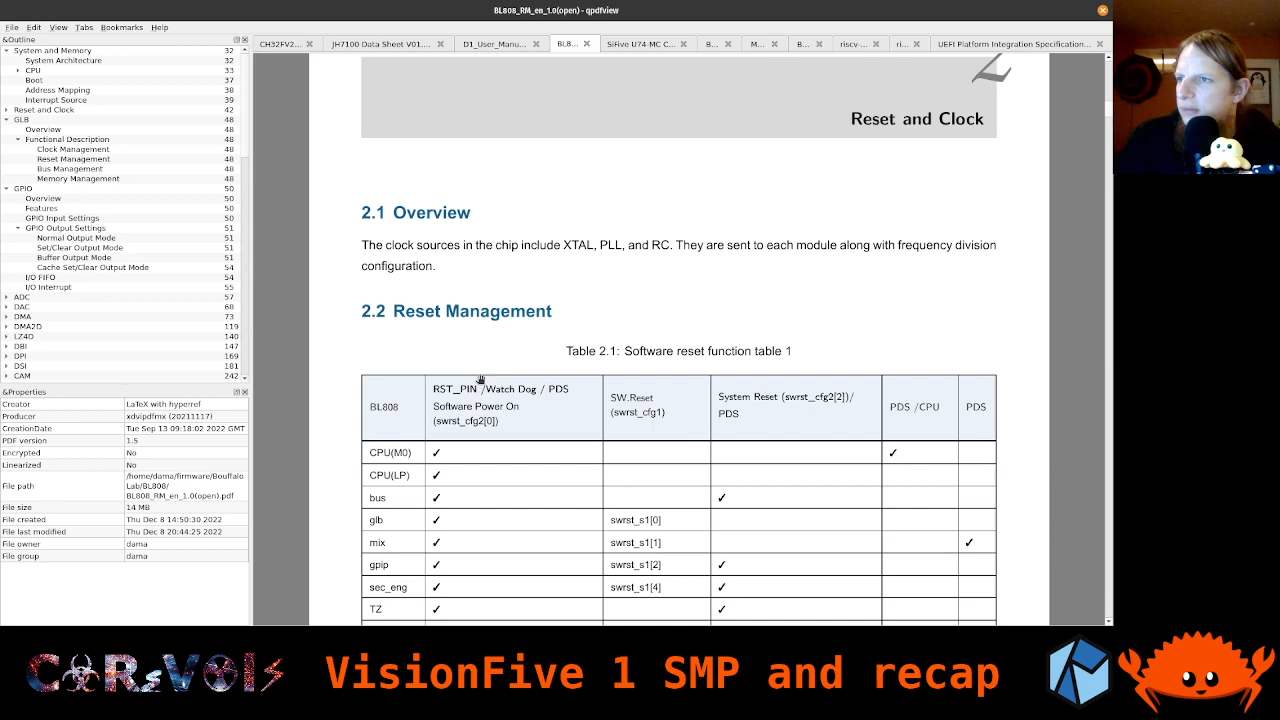 BL808_RM_en_1.0(open) - qpdfview
File Edit View Tabs Bookmarks Help
&Outline
CH32FV2...
JH7100 Data Sheet V01....
D1_User_Manu...
BL8...
SiFive U74-MC C...
B...
M...
B...
riscv-...
ri...
UEFI Platform Integration Specification...
System and Memory 32
System Architecture 32
CPU 33
Boot 37
Address Mapping 38
Interrupt Source 39
Reset and Clock 42
GLB 48
Overview 48
Functional Description 48
Clock Management 48
Reset Management 48
Bus Management 48
Memory Management 48
GPIO 50
Overview 50
Features 50
GPIO Input Settings 50
GPIO Output Settings 51
Normal Output Mode 51
Set/Clear Output Mode 51
Buffer Output Mode 51
Cache Set/Clear Output Mode 54
I/O FIFO 54
I/O Interrupt 55
ADC 57
DAC 68
DMA 73
DMA2D 119
LZ4D 140
DBI 147
DPI 169
DSI 181
CAM 242
&Properties
Creator LaTeX with hyperref
Producer xdvipdfmx (20211117)
CreationDate Tue Sep 13 09:18:02 2022 GMT
PDF version 1.5
Encrypted No
Linearized No
File path /home/dama/firmware/Bouffalo
Lab/BL808/
BL808_RM_en_1.0(open).pdf
File size 14 MB
File created Thu Dec 8 14:50:30 2022
File last modified Thu Dec 8 20:44:25 2022
File owner dama
File group dama
2
Reset and Clock
2.1 Overview
The clock sources in the chip include XTAL, PLL, and RC. They are sent to each module along with frequency division
configuration.
2.2 Reset Management
Table 2.1: Software reset function table 1
BL808 RST_PIN /Watch Dog / PDS
Software Power On
(swrst_cfg2[0])
SW.Reset
(swrst_cfg1)
System Reset (swrst_cfg2[2])/
PDS
PDS /CPU
PDS
CPU(M0) ✓ ✓
CPU(LP) ✓
bus ✓ ✓
glb ✓ swrst_s1[0]
mix ✓ swrst_s1[1] ✓
gpip ✓ swrst_s1[2] ✓
sec_eng ✓ swrst_s1[4] ✓
TZ ✓ ✓
VisionFive 1 SMP and recap